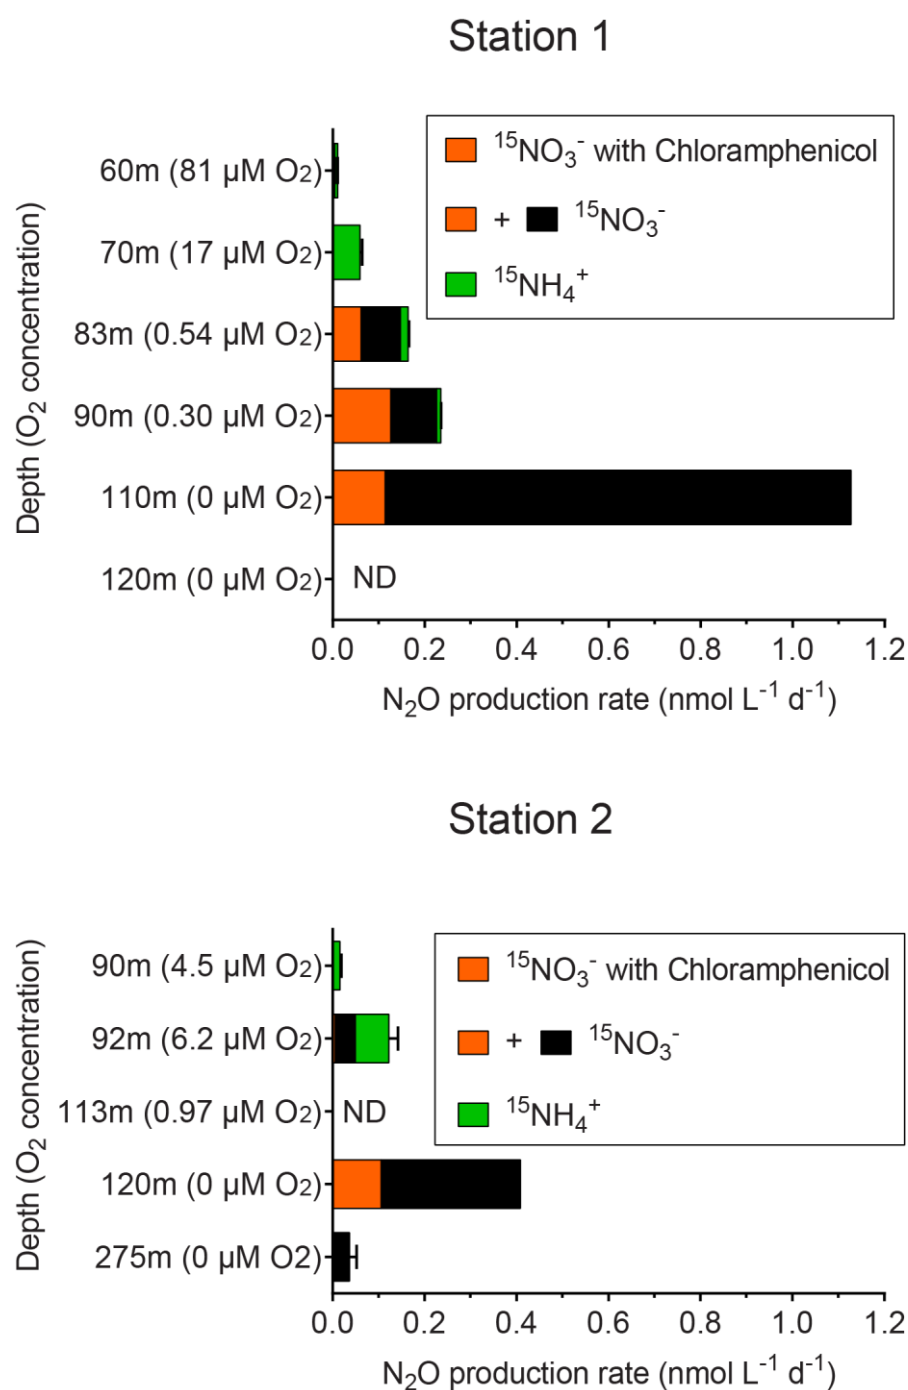 Station 1
¹⁵NO₃⁻ with Chloramphenicol
+ ¹⁵NO₃⁻
¹⁵NH₄⁺
Depth (O₂ concentration)
60m (81 µM O₂)
70m (17 µM O₂)
83m (0.54 µM O₂)
90m (0.30 µM O₂)
110m (0 µM O₂)
120m (0 µM O₂) ND
0.0 0.2 0.4 0.6 0.8 1.0 1.2
N₂O production rate (nmol L⁻¹ d⁻¹)
Station 2
¹⁵NO₃⁻ with Chloramphenicol
+ ¹⁵NO₃⁻
¹⁵NH₄⁺
Depth (O₂ concentration)
90m (4.5 µM O₂)
92m (6.2 µM O₂)
113m (0.97 µM O₂) ND
120m (0 µM O₂)
275m (0 µM O2)
0.0 0.2 0.4 0.6 0.8 1.0 1.2
N₂O production rate (nmol L⁻¹ d⁻¹)